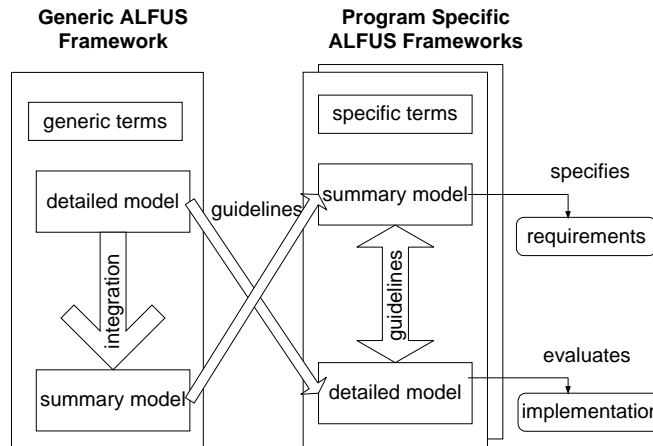 Generic ALFUS
Framework
Program Specific
ALFUS Frameworks
generic terms
detailed model
integration
summary model
guidelines
specific terms
summary model
guidelines
detailed model
specifies
requirements
evaluates
implementation